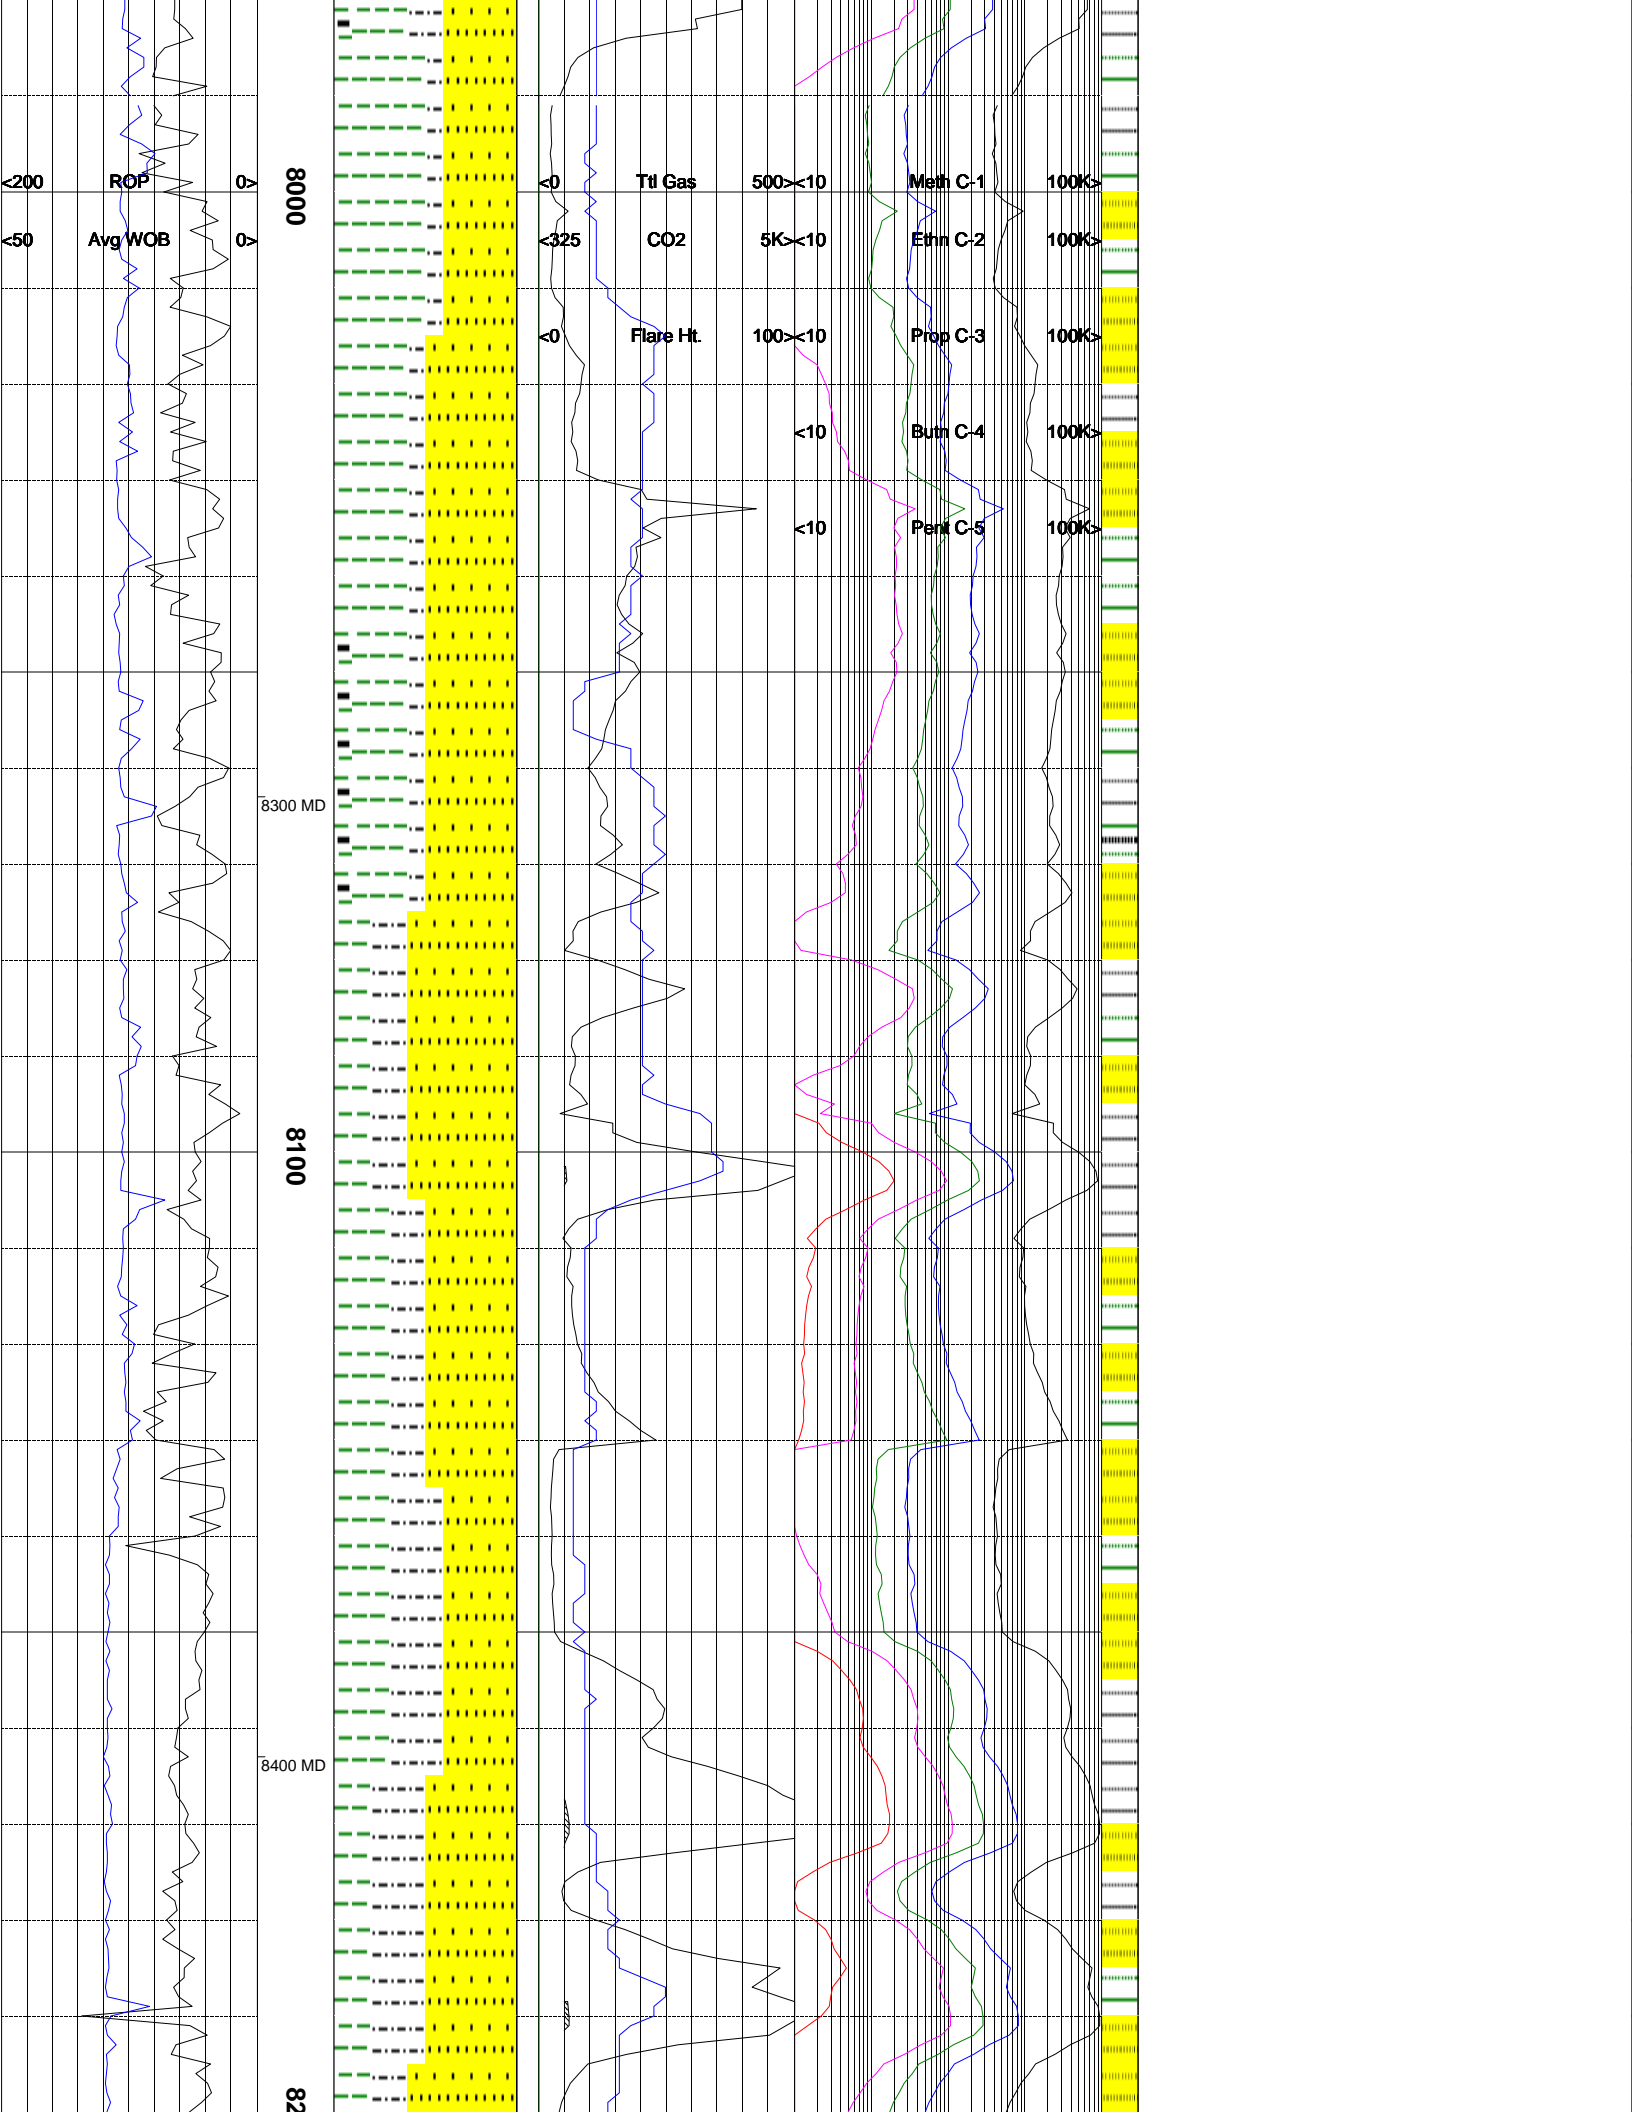 <200 ROP 0> 8000 <0 Ttl Gas 500> <10 Meth C-1 100K>
<50 Avg WOB 0> <325 CO2 5K> <10 Ethn C-2 100K>
<0 Flare Ht. 100> <10 Prop C-3 100K>
<10 Butn C-4 100K>
<10 Pent C-5 100K>
8300 MD
8100
8400 MD
82